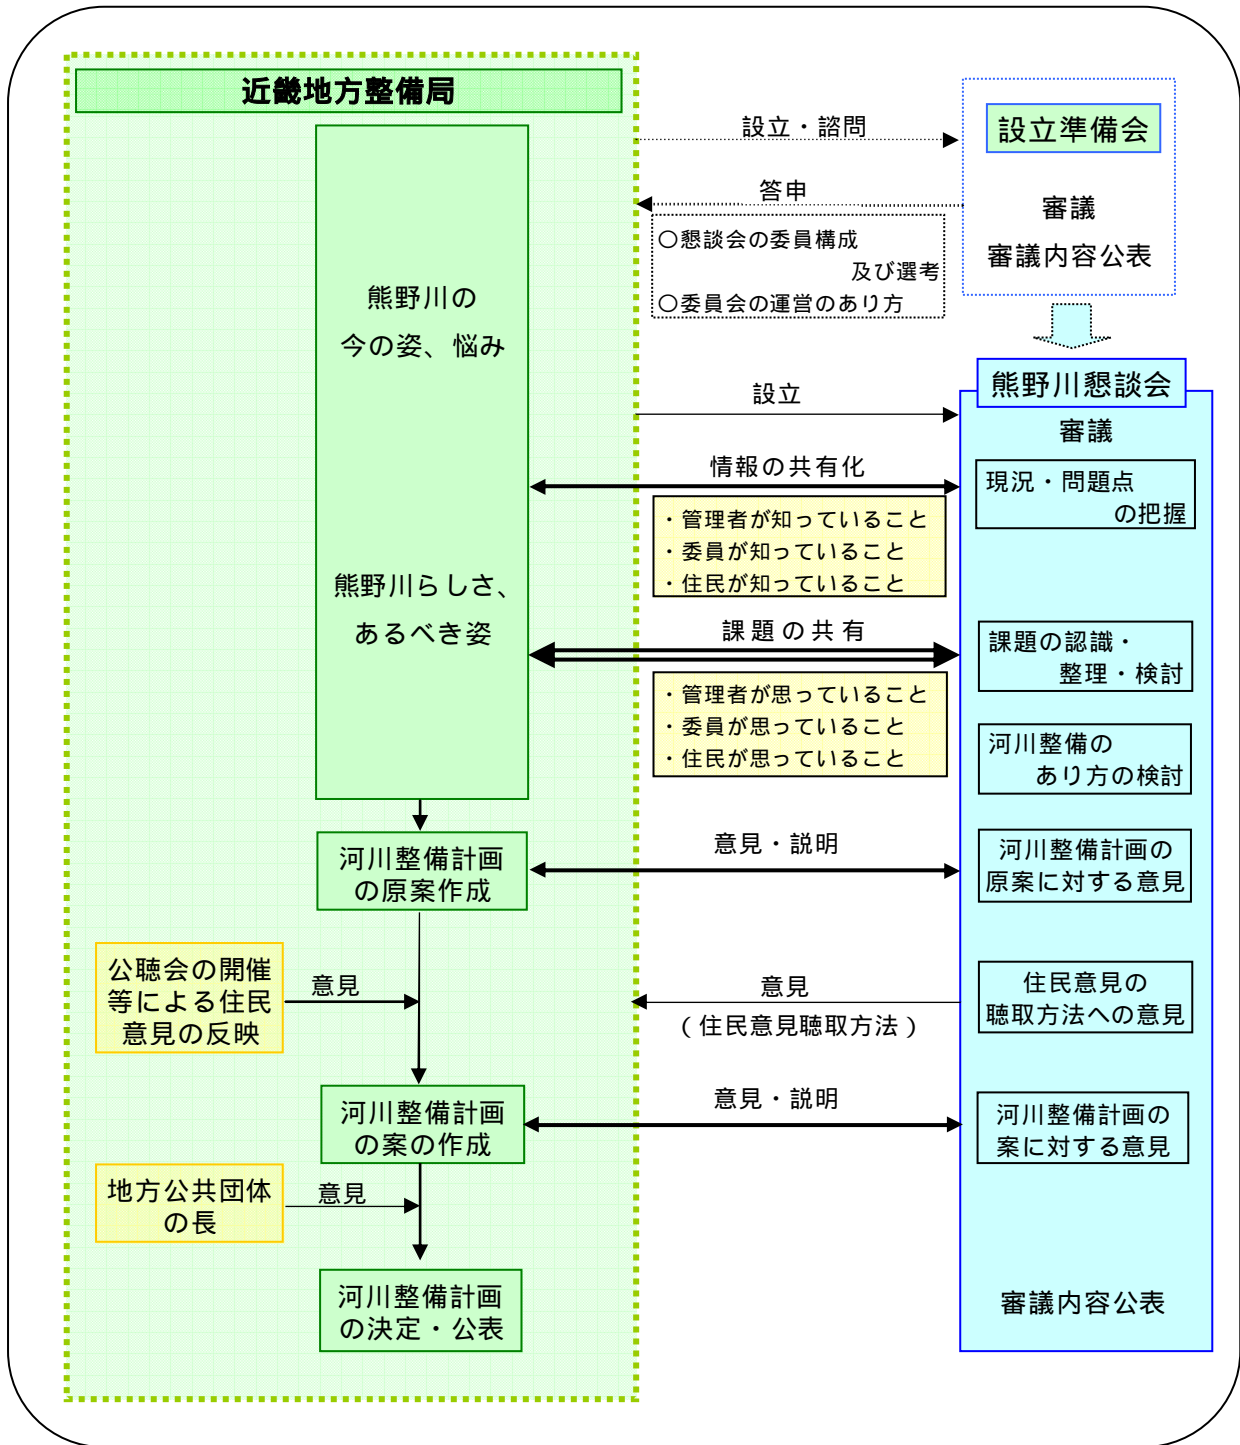 近畿地方整備局
設立・諮問
設立準備会
審議
審議内容公表
答申
〇懇談会の委員構成
及び選考
〇委員会の運営のあり方
熊野川の
今の姿、悩み
熊野川らしさ、
あるべき姿
設立
熊野川懇談会
審議
情報の共有化
・管理者が知っていること
・委員が知っていること
・住民が知っていること
現況・問題点
の把握
課題の共有
・管理者が思っていること
・委員が思っていること
・住民が思っていること
課題の認識・
整理・検討
河川整備の
あり方の検討
河川整備計画
の原案作成
意見・説明
河川整備計画の
原案に対する意見
公聴会の開催
等による住民
意見の反映
意見
意見
(住民意見聴取方法)
住民意見の
聴取方法への意見
河川整備計画
の案の作成
意見・説明
河川整備計画の
案に対する意見
地方公共団体
の長
意見
河川整備計画
の決定・公表
審議内容公表